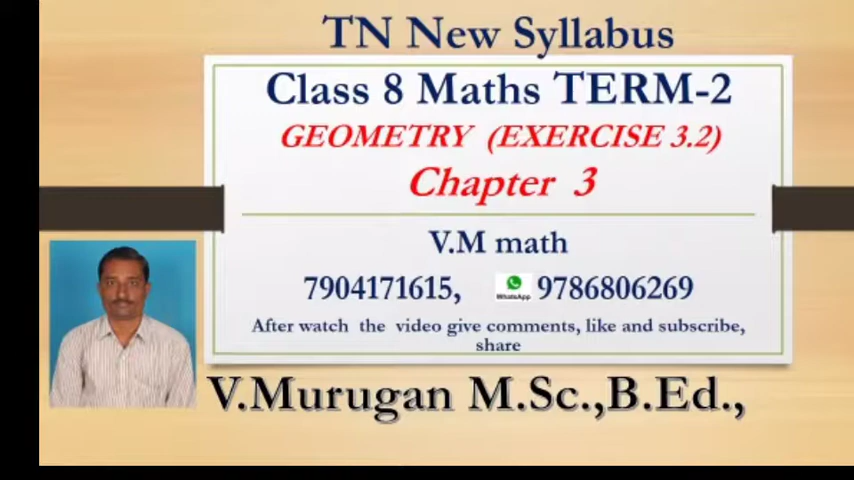 TN New Syllabus
Class 8 Maths TERM-2
GEOMETRY (EXERCISE 3.2)
Chapter 3
V.M math
7904171615, WhatsApp 9786806269
After watch the video give comments, like and subscribe,
share
V.Murugan M.Sc.,B.Ed.,